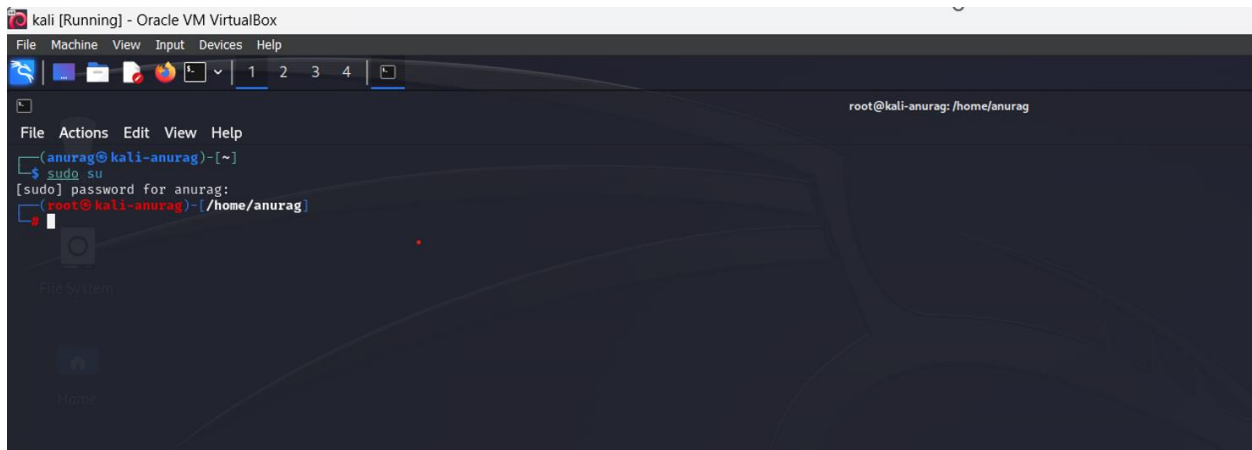 kali [Running] - Oracle VM VirtualBox
File Machine View Input Devices Help
1 2 3 4
root@kali-anurag: /home/anurag
File Actions Edit View Help
┌──(anurag㉿kali-anurag)-[~]
└─$ sudo su
[sudo] password for anurag:
┌──(root㉿kali-anurag)-[/home/anurag]
└─#
File System
Home